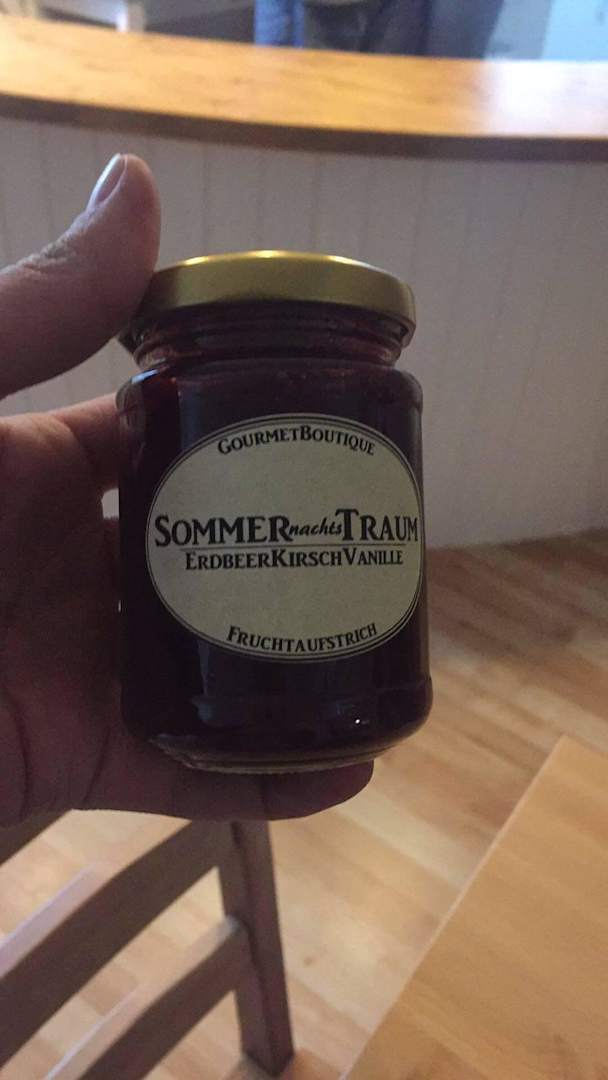 GOURMETBOUTIQUE
SOMMERnachtsTRAUM
ERDBEERKIRSCHVANILLE
FRUCHTAUFSTRICH